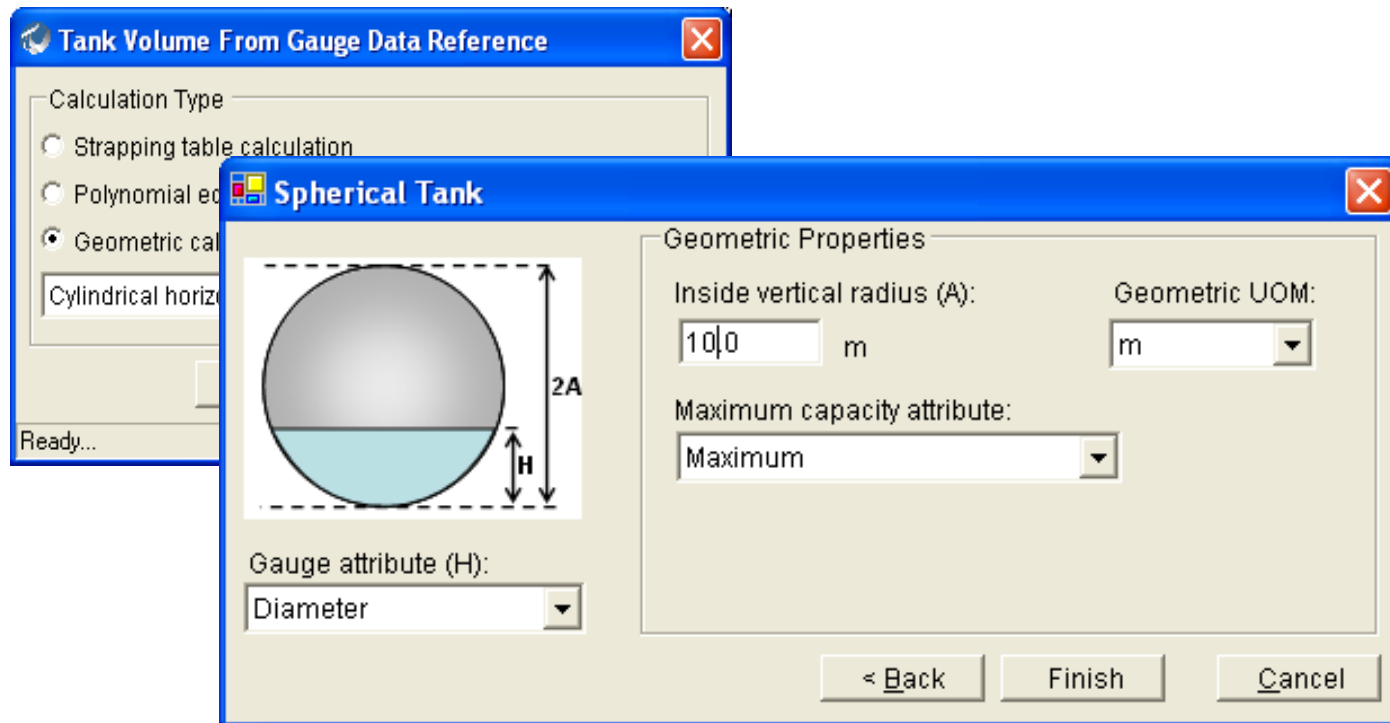 Tank Volume From Gauge Data Reference
Calculation Type
Strapping table calculation
Polynomial
Geometric
Cylindrical
Ready...
Spherical Tank
2A
H
Gauge attribute (H):
Diameter
Geometric Properties
Inside vertical radius (A):
Geometric UOM:
10.0 m
m
Maximum capacity attribute:
Maximum
< Back
Finish
Cancel